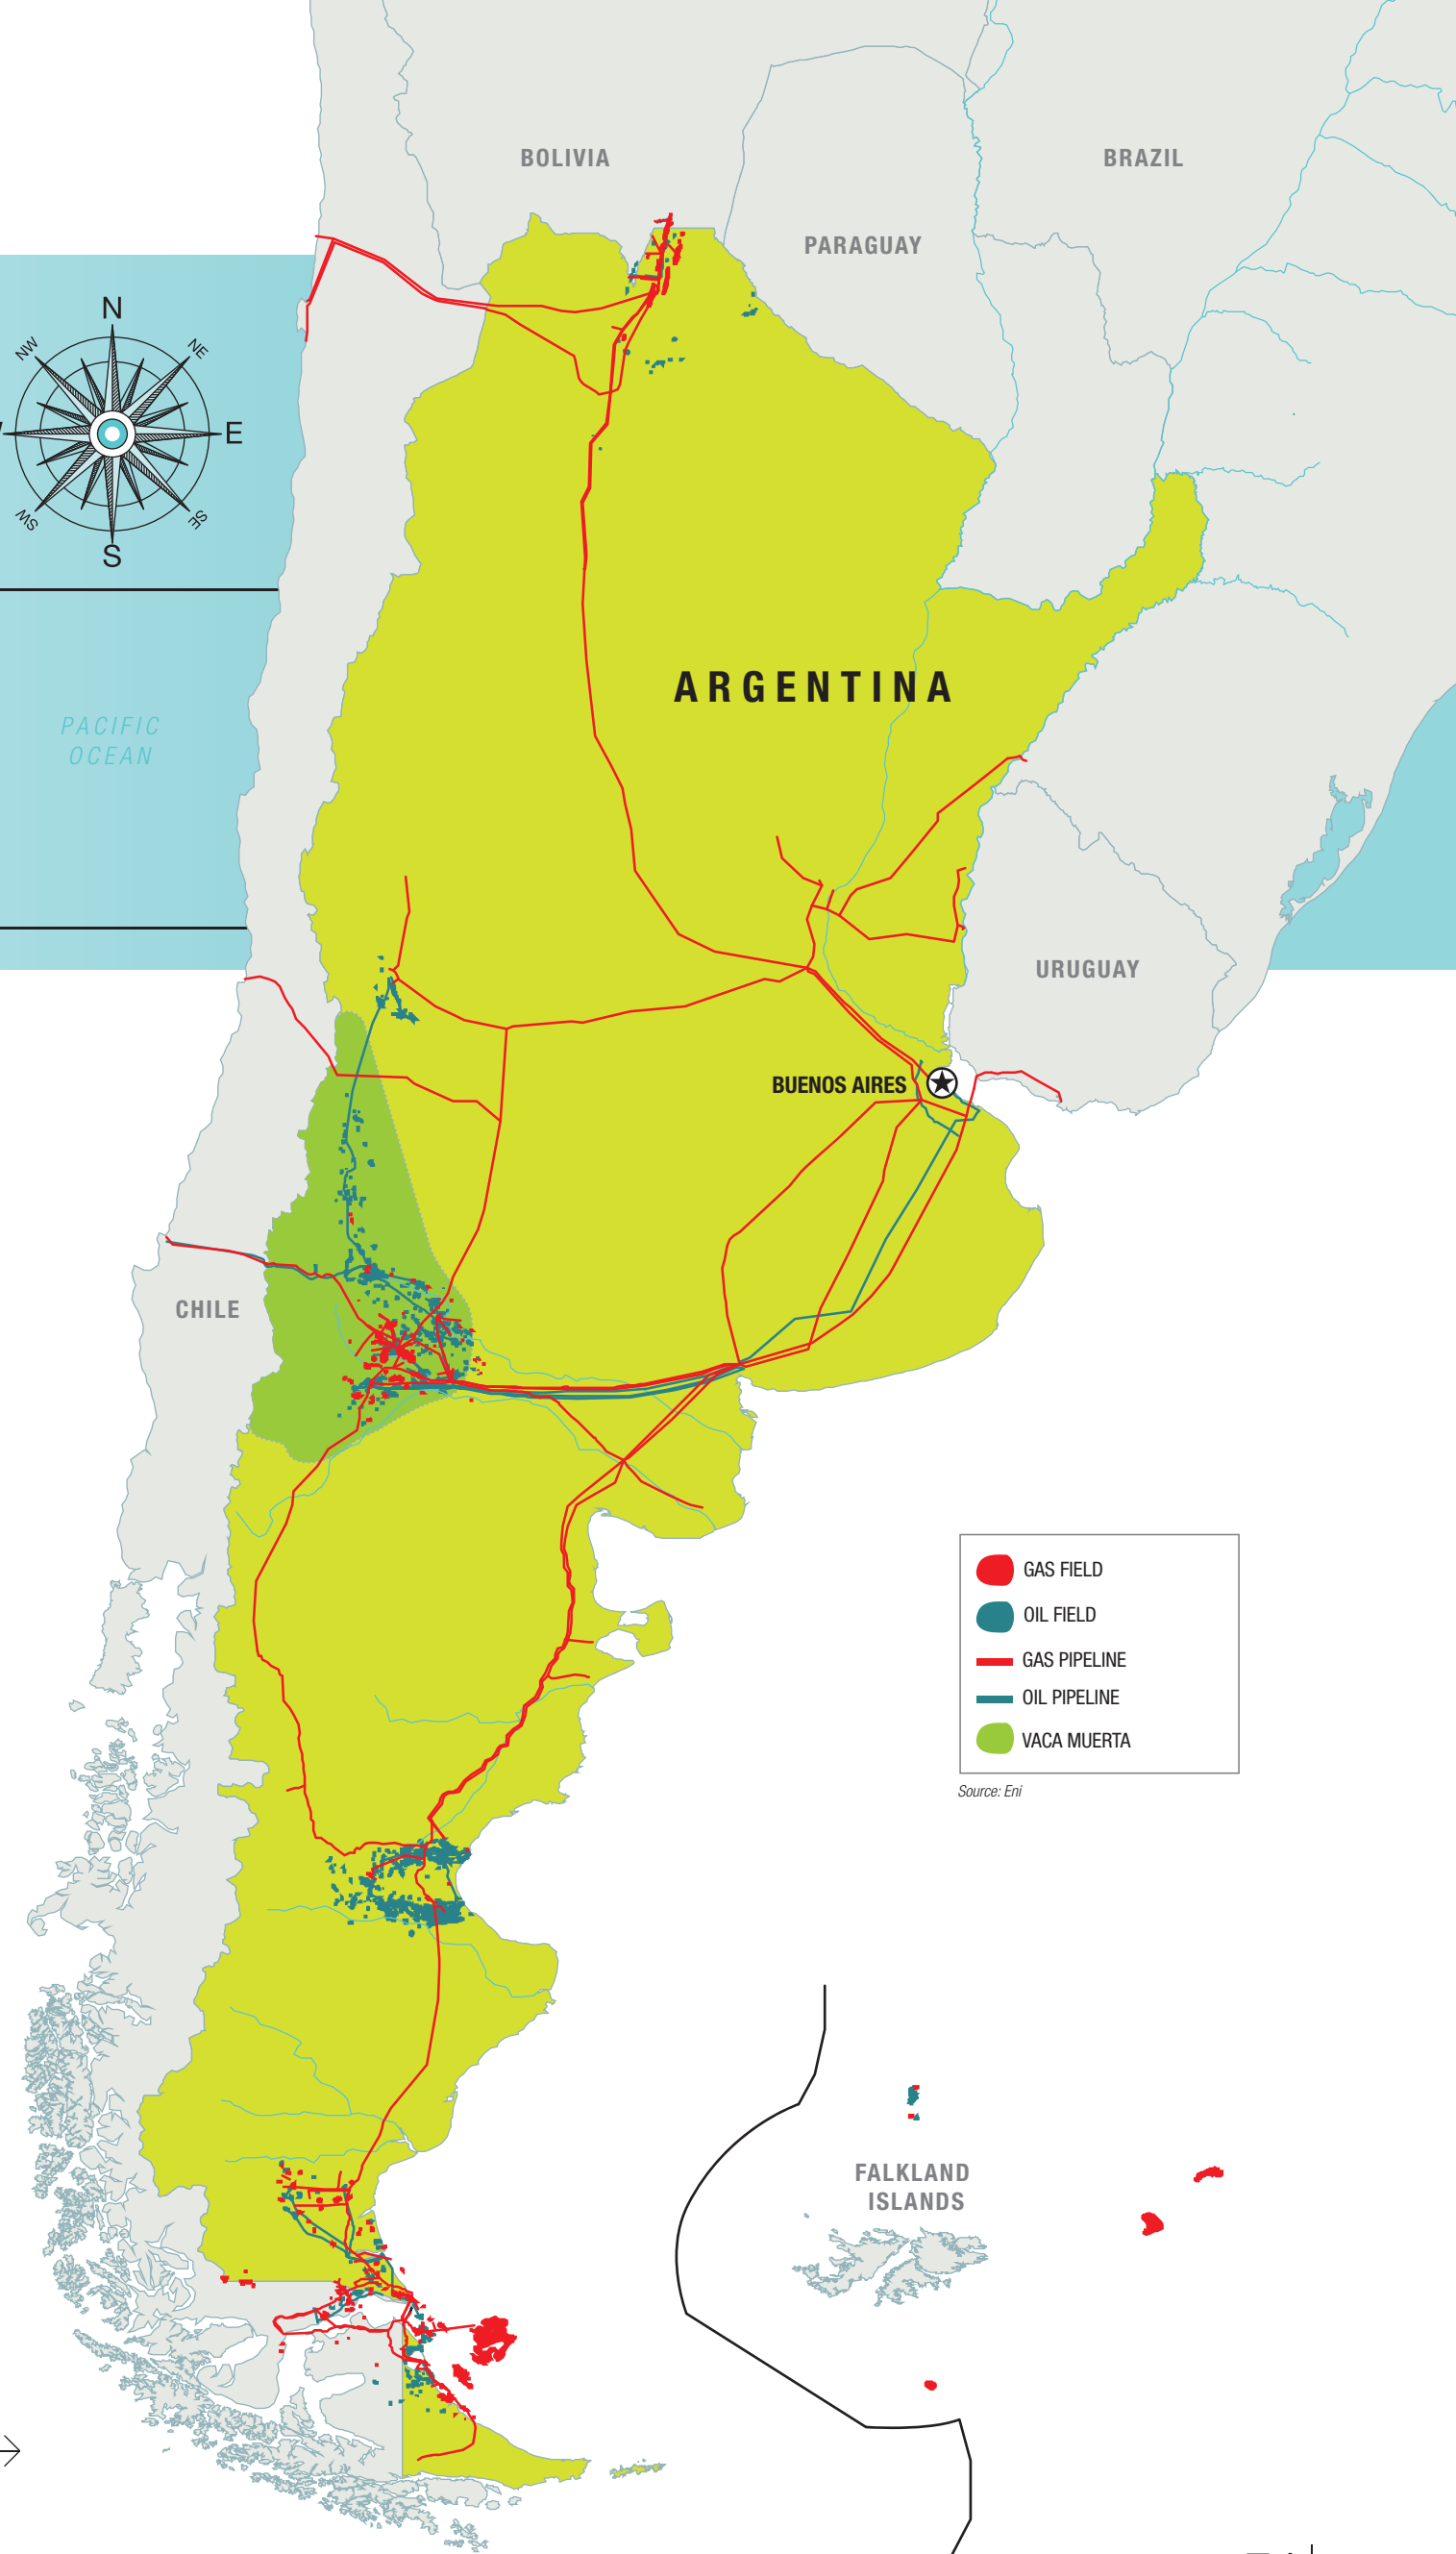 BOLIVIA
BRAZIL
PARAGUAY
N
NW
NE
E
SW
SE
S
ARGENTINA
PACIFIC
OCEAN
URUGUAY
BUENOS AIRES
CHILE
GAS FIELD
OIL FIELD
GAS PIPELINE
OIL PIPELINE
VACA MUERTA
Source: Eni
FALKLAND
ISLANDS